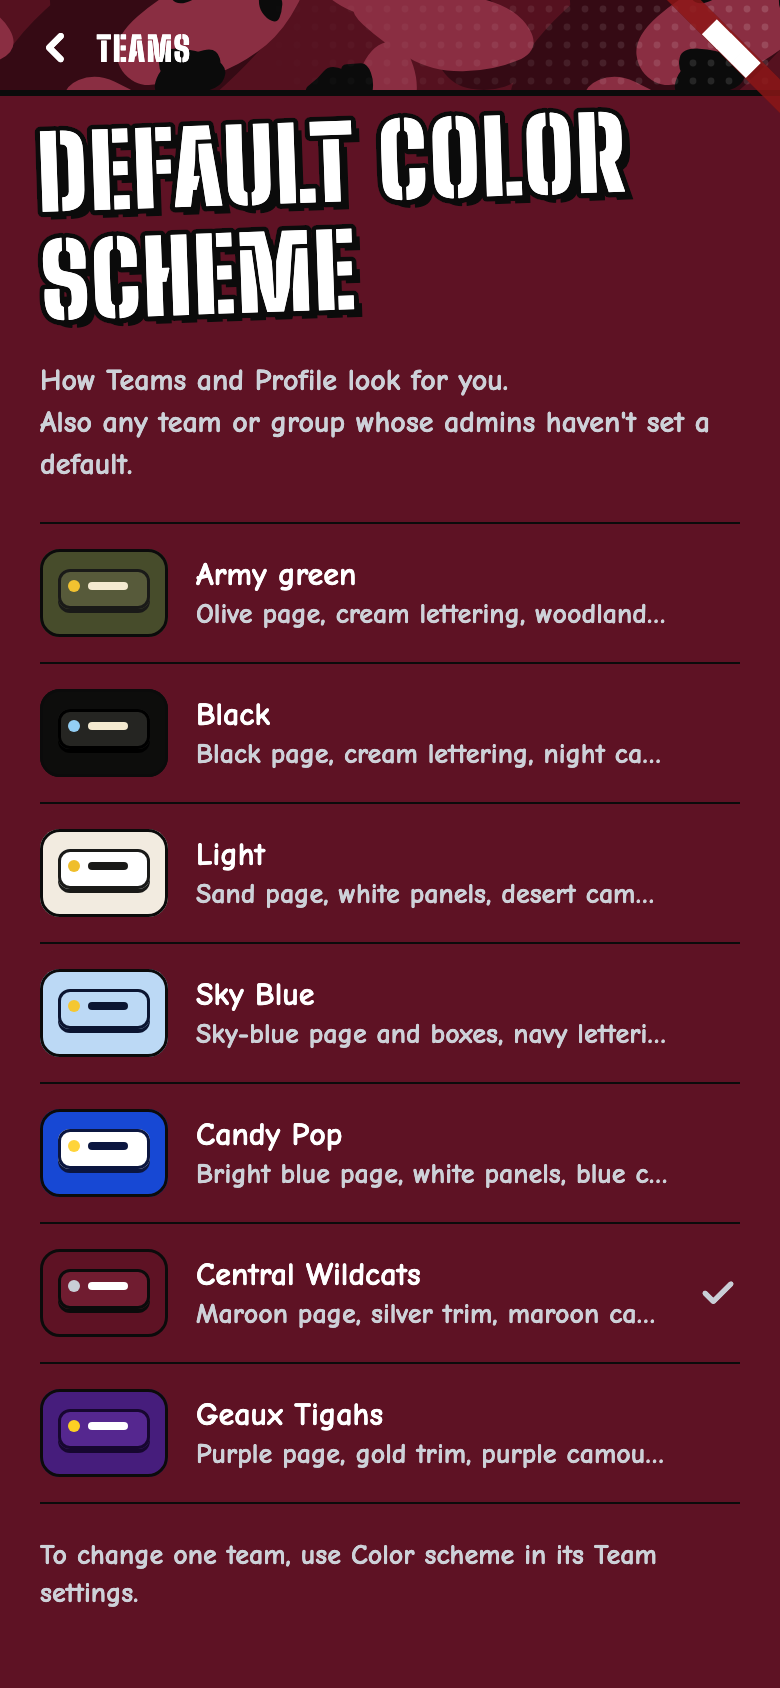 TEAMS
DEFAULT COLOR
SCHEME
How Teams and Profile look for you.
Also any team or group whose admins haven't set a
default.
Army green
Olive page, cream lettering, woodland...
Black
Black page, cream lettering, night ca...
Light
Sand page, white panels, desert cam...
Sky Blue
Sky-blue page and boxes, navy letteri...
Candy Pop
Bright blue page, white panels, blue c...
Central Wildcats
Maroon page, silver trim, maroon ca...
Geaux Tigahs
Purple page, gold trim, purple camou...
To change one team, use Color scheme in its Team
settings.